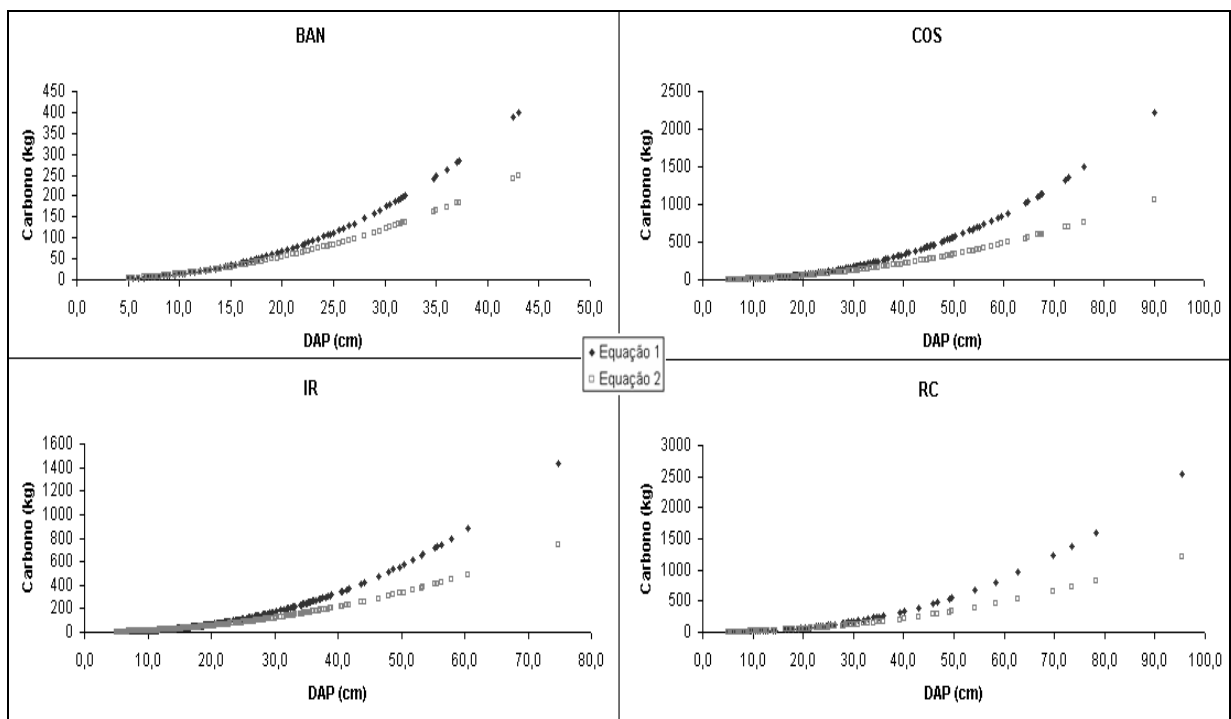 BAN
Carbono (kg)
450
400
350
300
250
200
150
100
50
0
0,0 5,0 10,0 15,0 20,0 25,0 30,0 35,0 40,0 45,0 50,0
DAP (cm)
COS
Carbono (kg)
2500
2000
1500
1000
500
0
0,0 10,0 20,0 30,0 40,0 50,0 60,0 70,0 80,0 90,0 100,0
DAP (cm)
Equação 1
Equação 2
IR
Carbono (kg)
1600
1400
1200
1000
800
600
400
200
0
0,0 10,0 20,0 30,0 40,0 50,0 60,0 70,0 80,0
DAP (cm)
RC
Carbono (kg)
3000
2500
2000
1500
1000
500
0
0,0 10,0 20,0 30,0 40,0 50,0 60,0 70,0 80,0 90,0 100,0
DAP (cm)